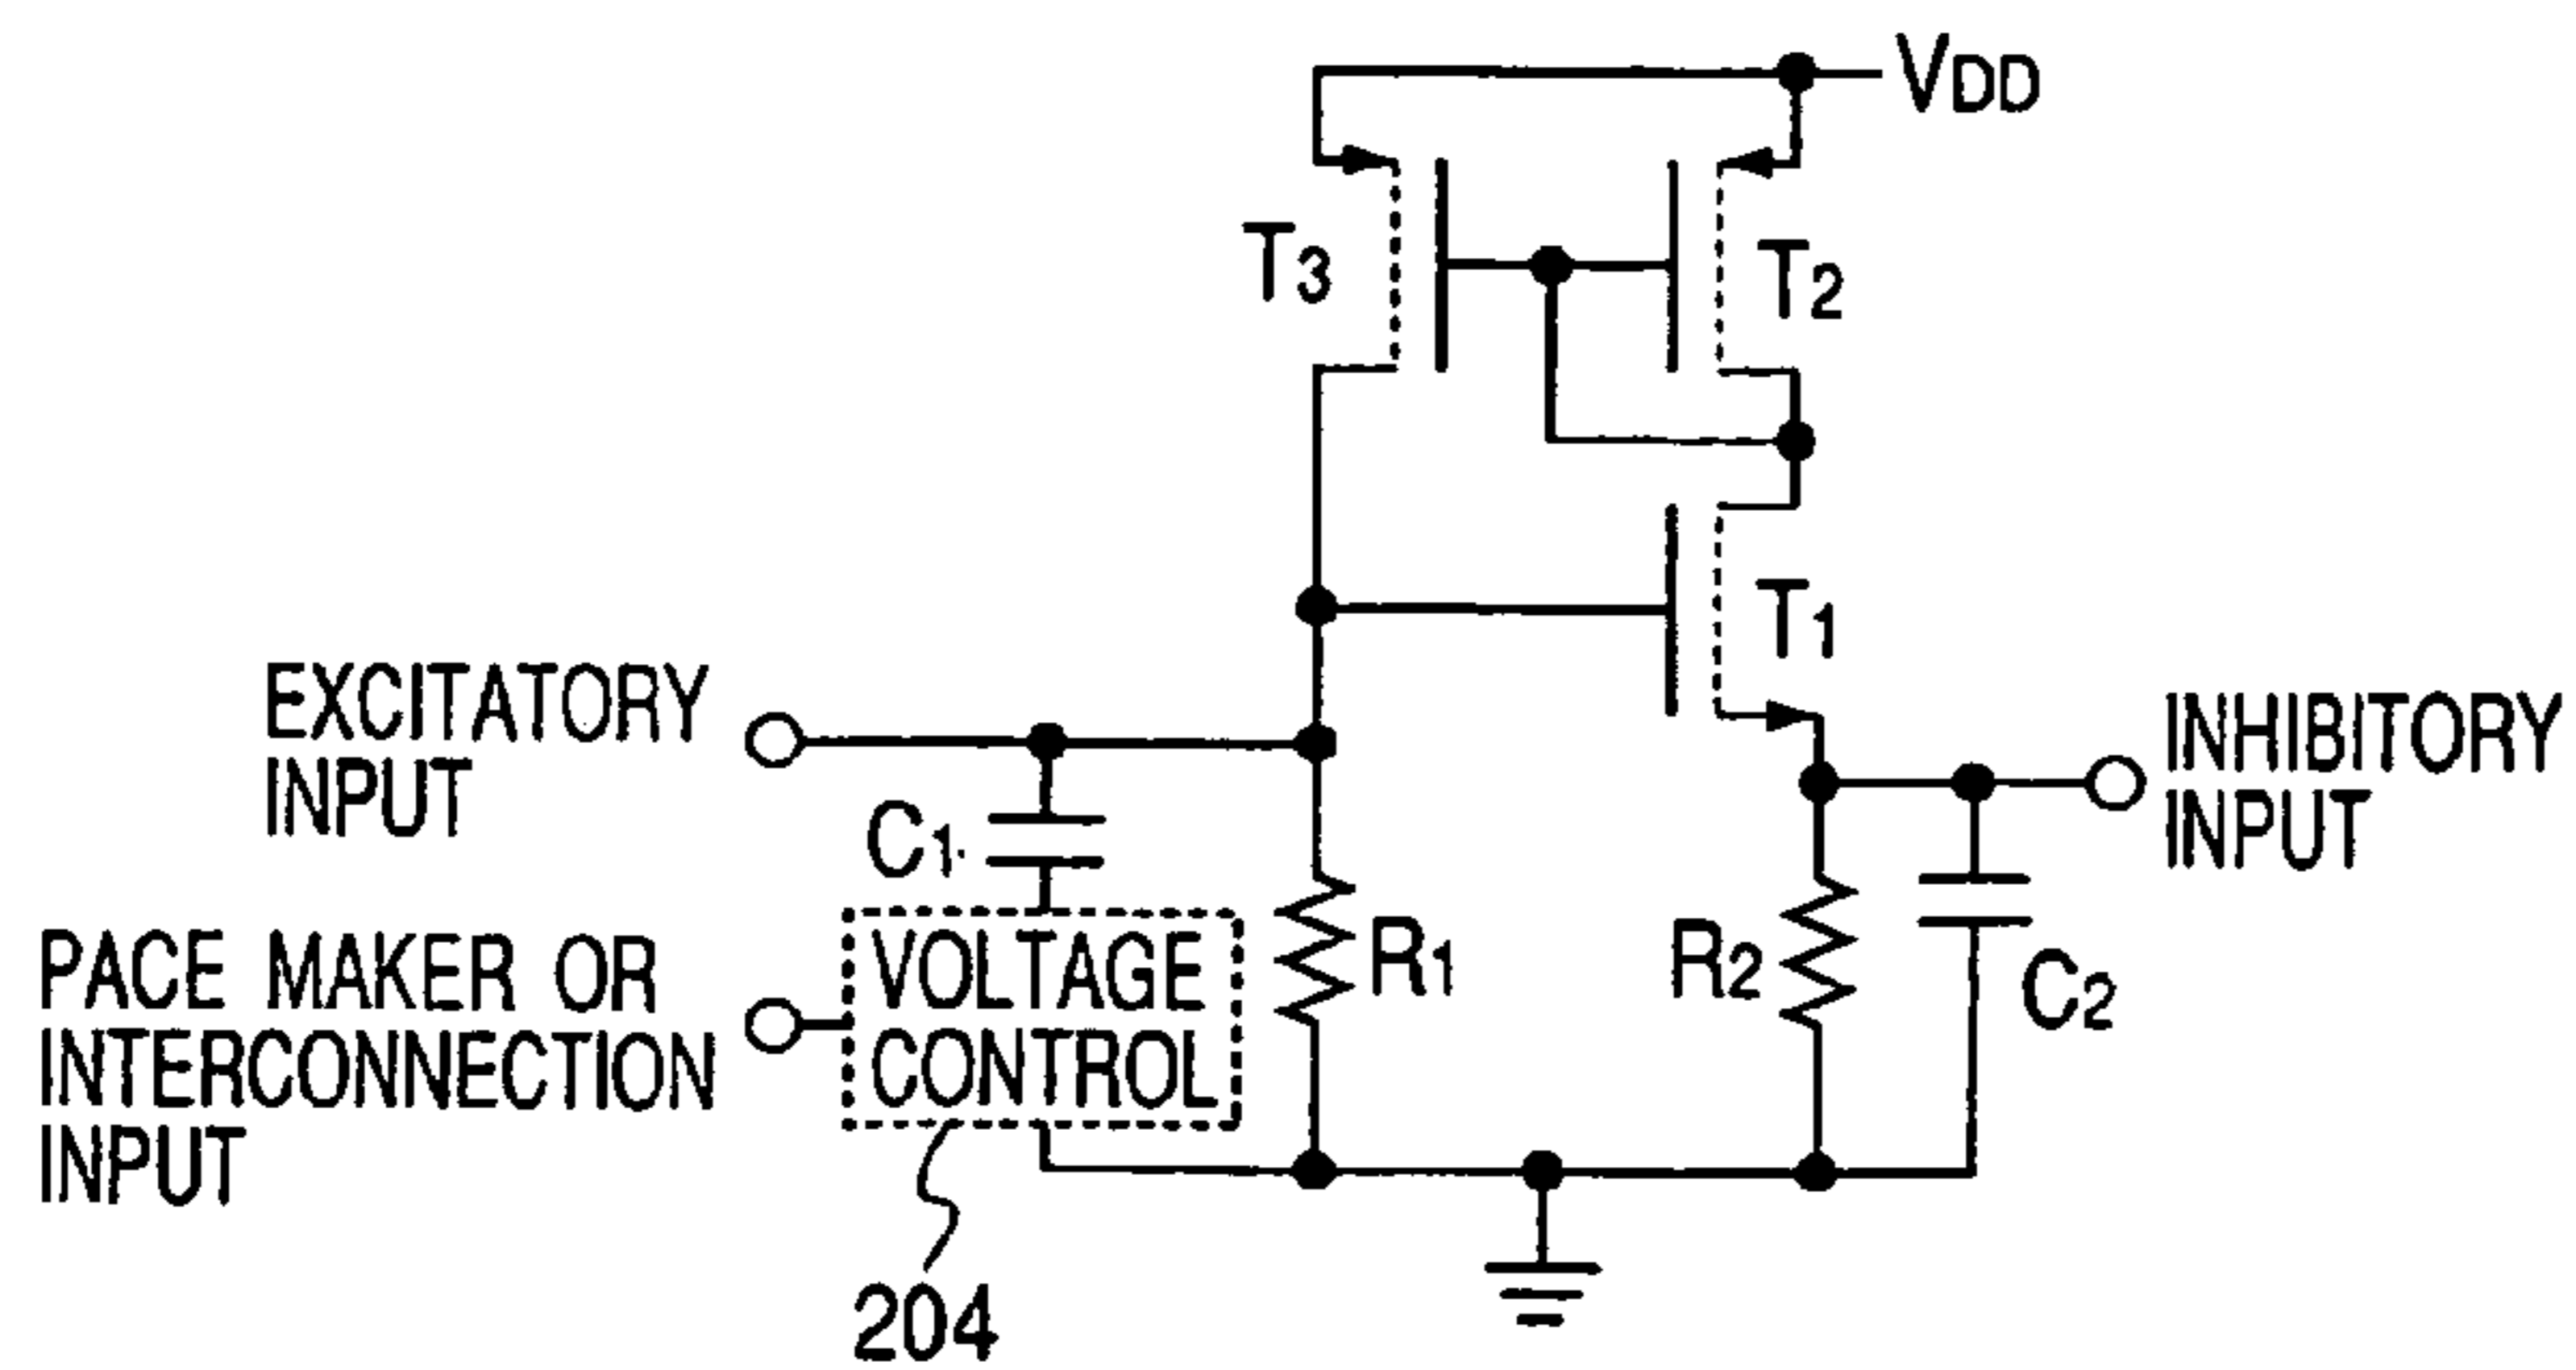 VDD
T3
T2
T1
EXCITATORY
INPUT
INHIBITORY
INPUT
C1
PACE MAKER OR
INTERCONNECTION
INPUT
VOLTAGE
CONTROL
R1
R2
C2
204